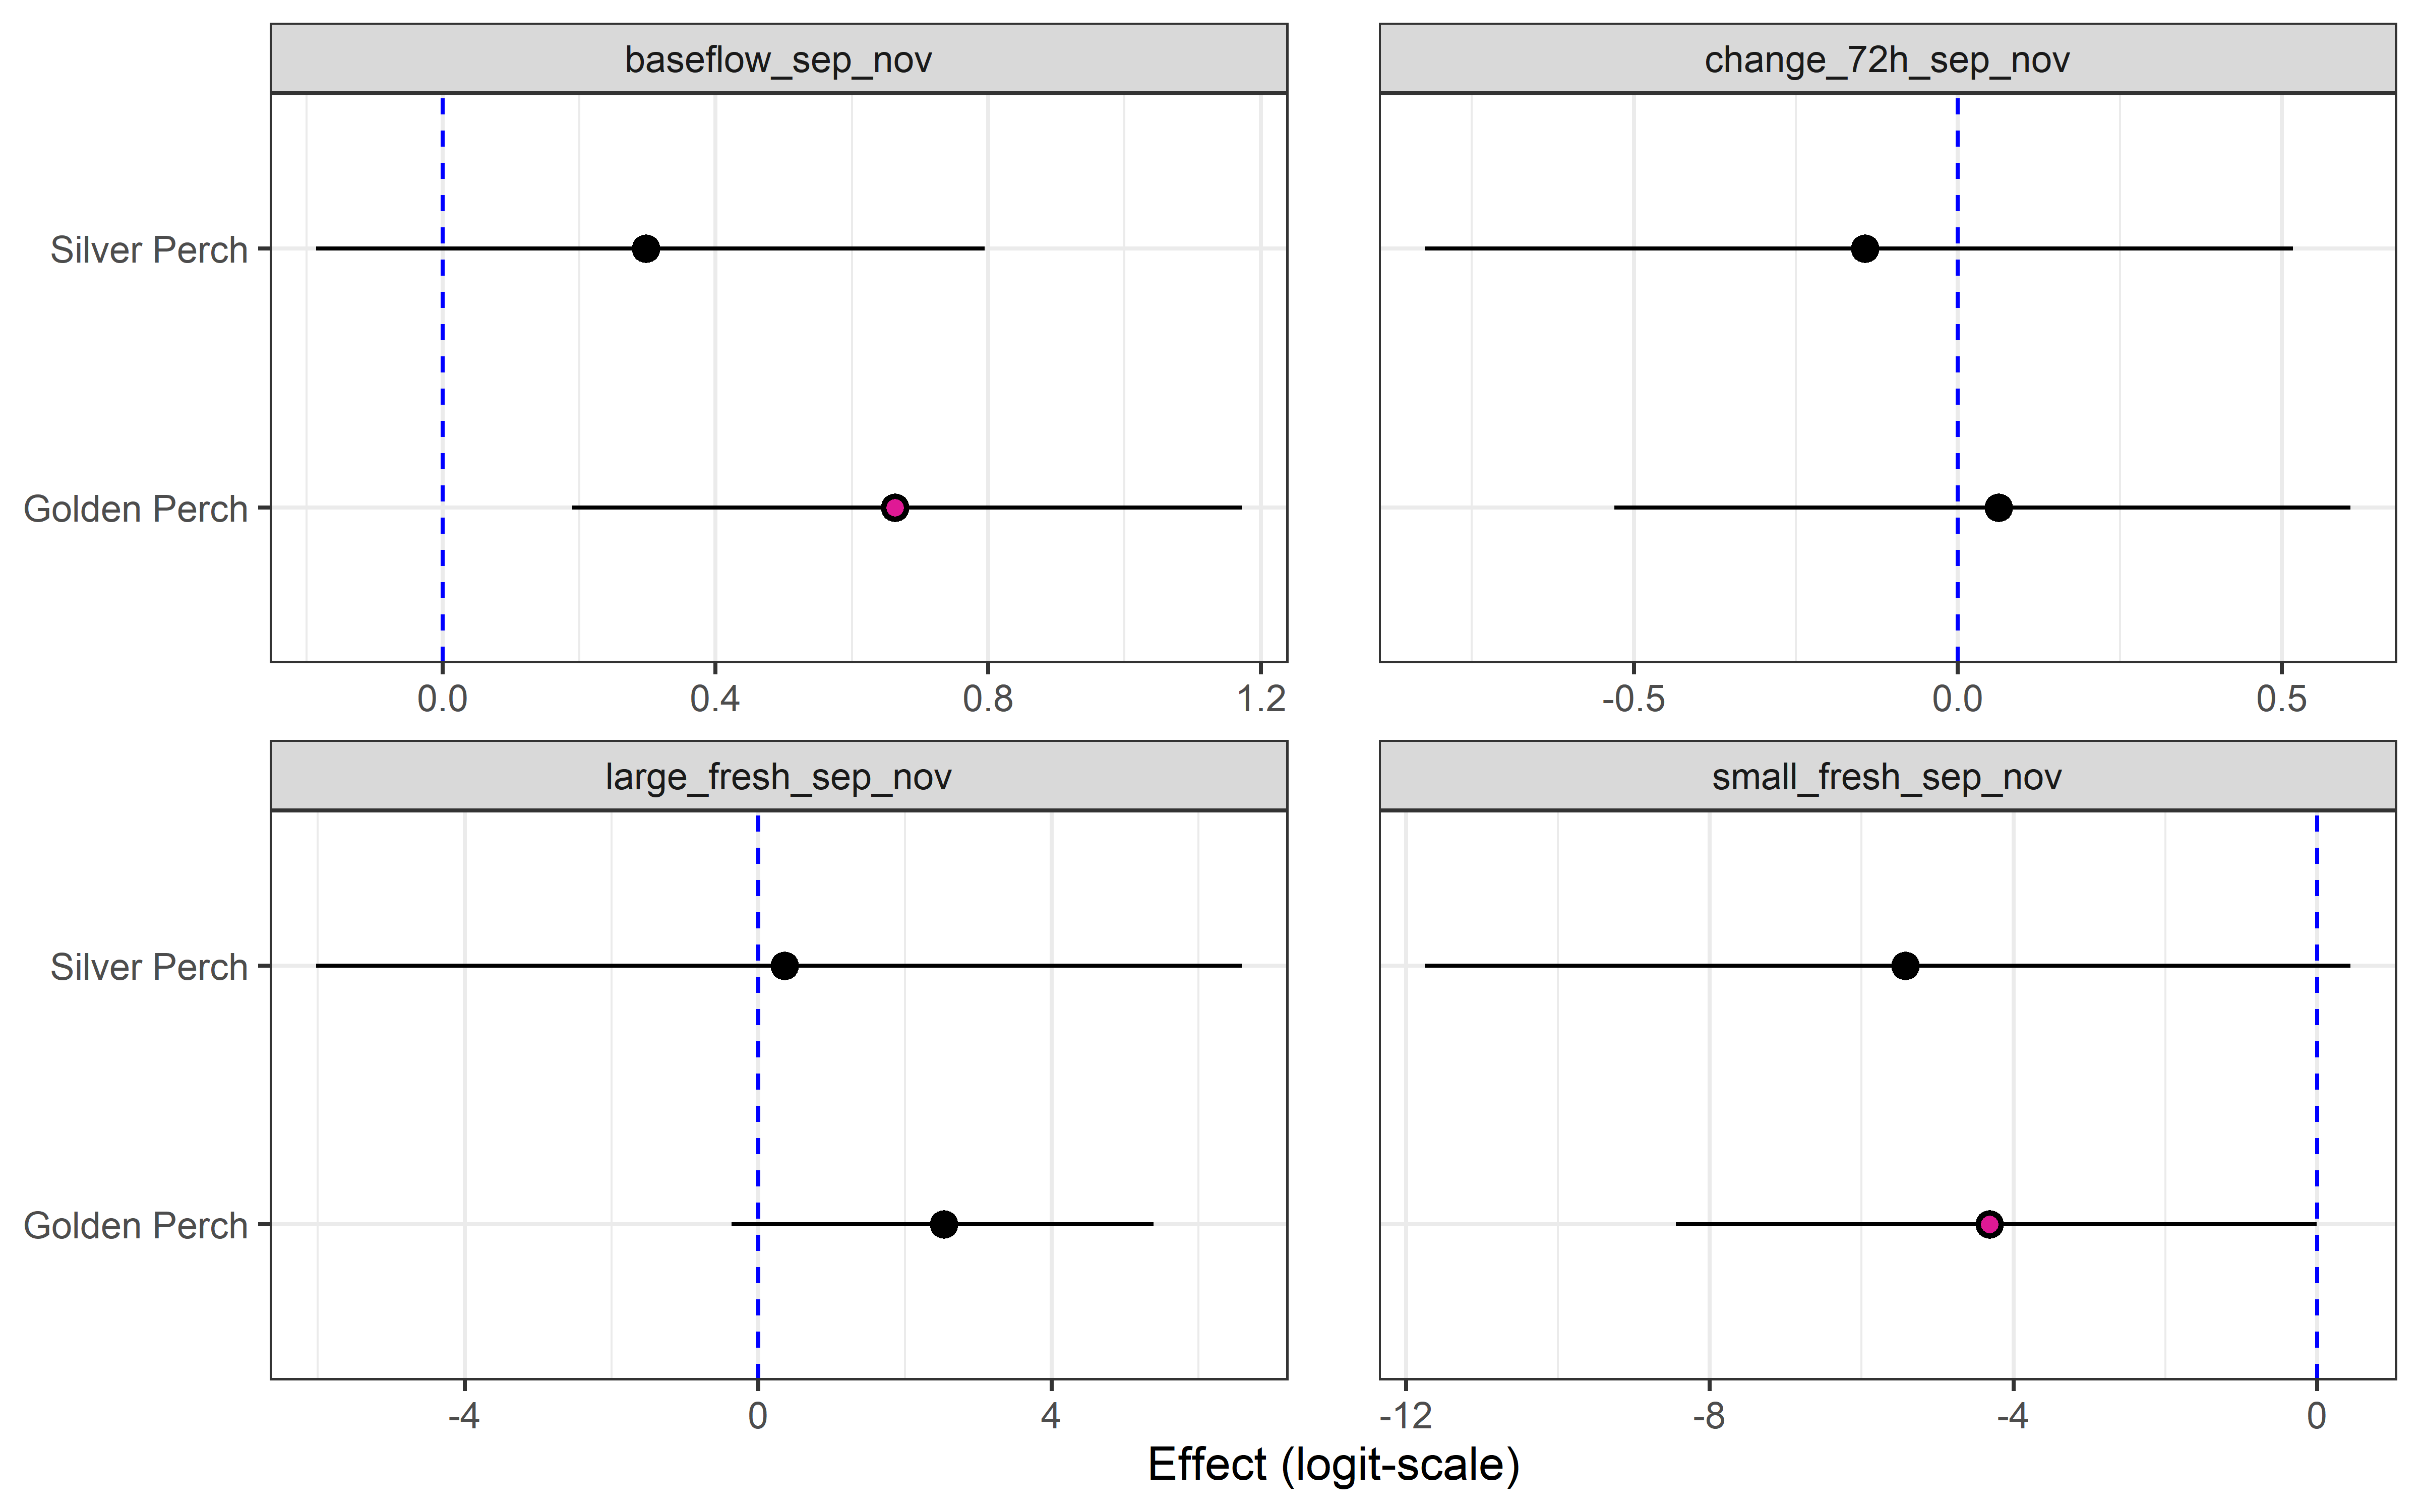 baseflow_sep_nov
change_72h_sep_nov
Silver Perch
Golden Perch
0.0 0.4 0.8 1.2
-0.5 0.0 0.5
large_fresh_sep_nov
small_fresh_sep_nov
Silver Perch
Golden Perch
-4 0 4
-12 -8 -4 0
Effect (logit-scale)